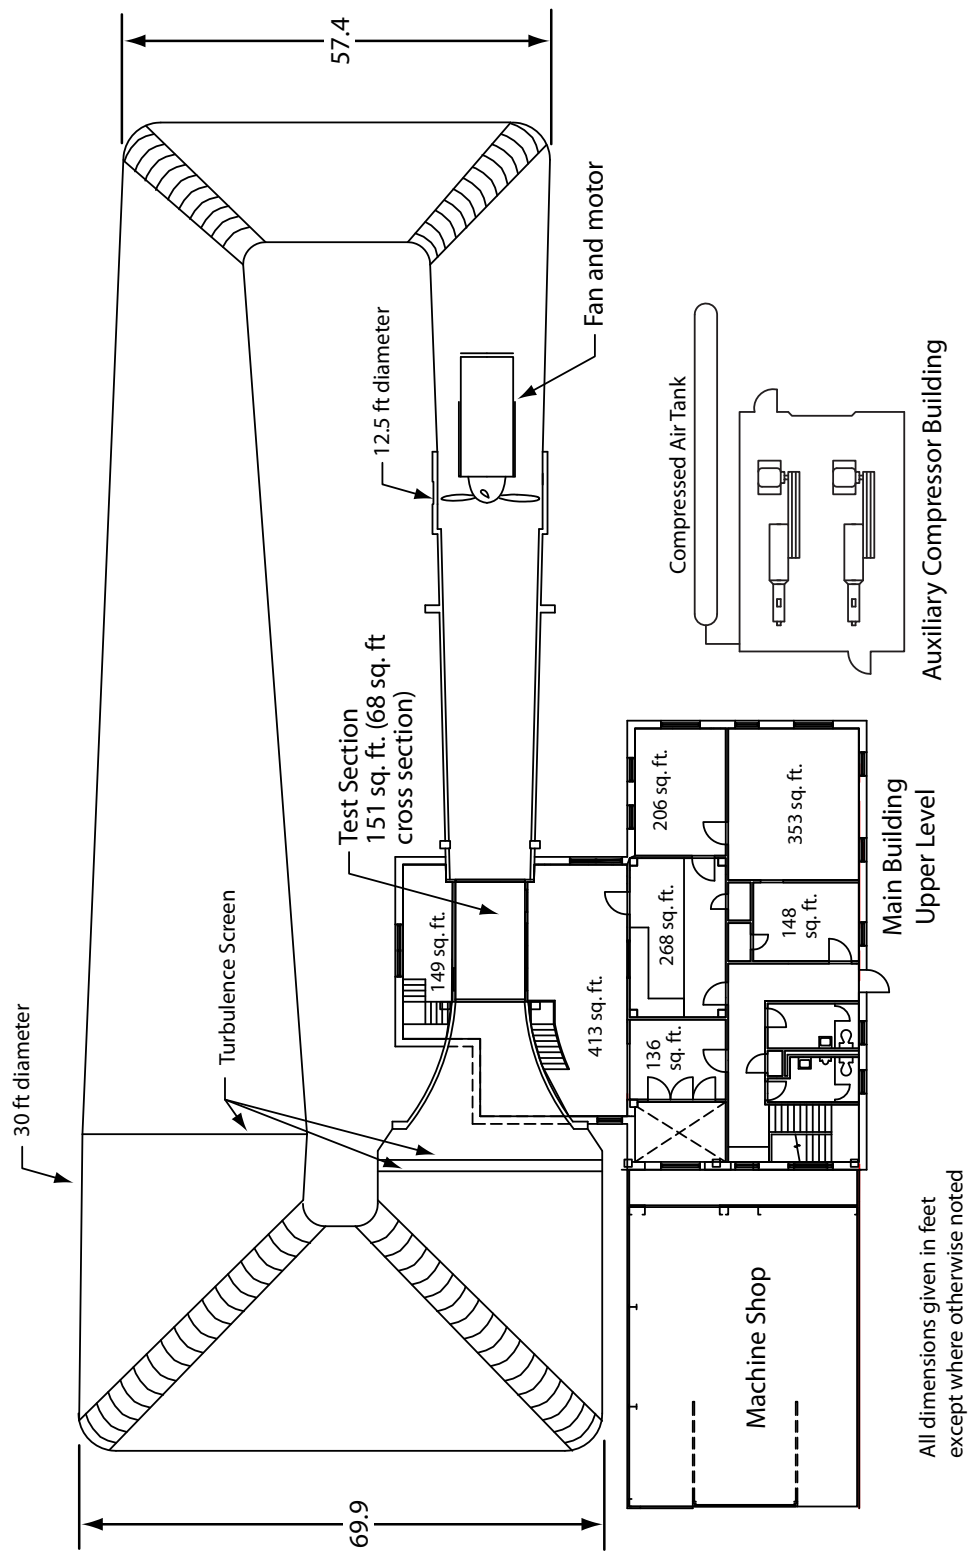 57.4
Fan and motor
12.5 ft diameter
Compressed Air Tank
Auxiliary Compressor Building
Test Section
151 sq. ft. (68 sq. ft
cross section)
Turbulence Screen
30 ft diameter
149 sq. ft.
413 sq. ft.
206 sq. ft.
353 sq. ft.
268 sq. ft.
148
sq. ft.
136
sq. ft.
Main Building
Upper Level
Machine Shop
69.9
All dimensions given in feet
except where otherwise noted